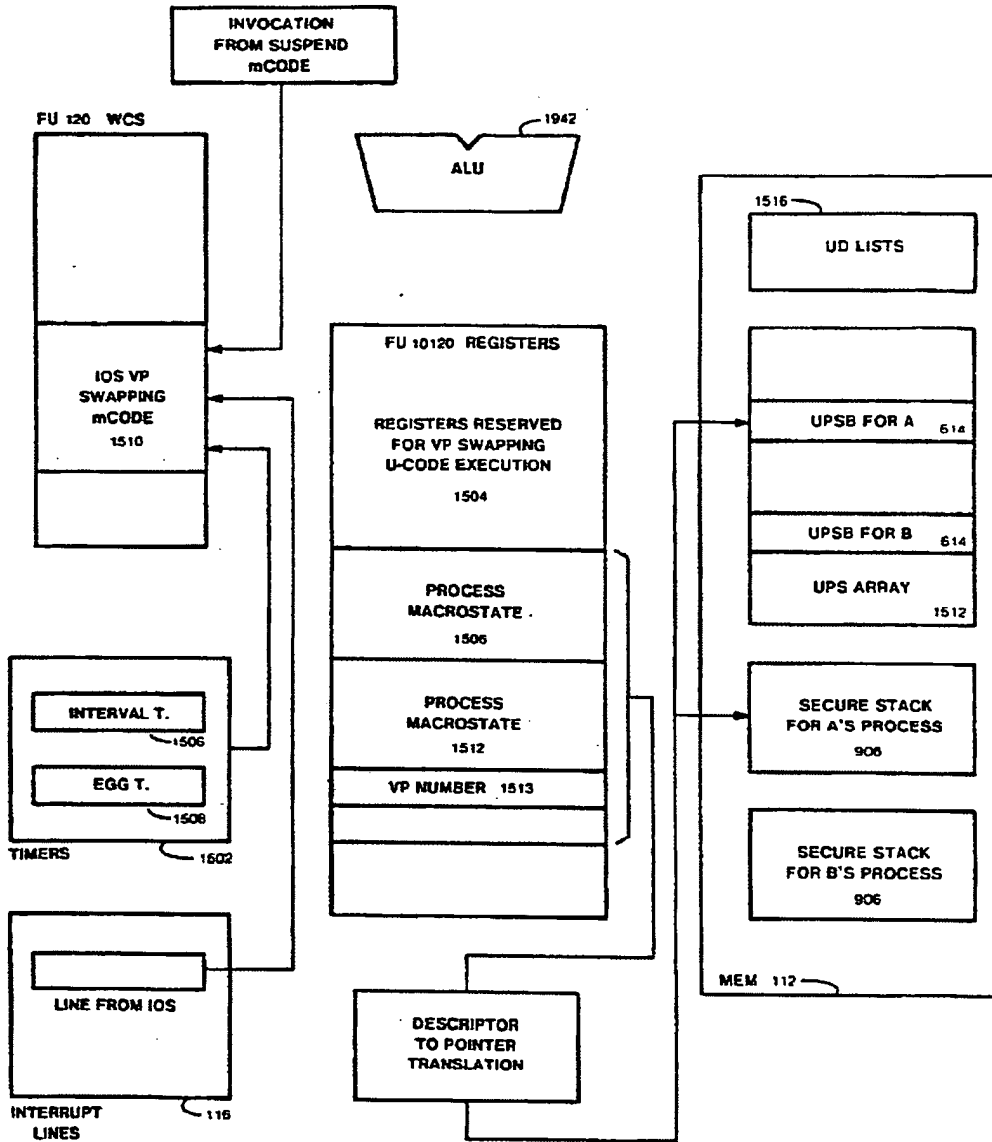 INVOCATION
FROM SUSPEND
mCODE
FU 120 WCS
1942
ALU
1516
UD LISTS
IOS VP
SWAPPING
mCODE
1510
FU 10120 REGISTERS
REGISTERS RESERVED
FOR VP SWAPPING
U-CODE EXECUTION
1504
UPSB FOR A 614
UPSB FOR B 614
UPS ARRAY
1512
PROCESS
MACROSTATE
1506
PROCESS
MACROSTATE
1512
VP NUMBER 1513
INTERVAL T.
1506
EGG T.
1508
TIMERS
1502
SECURE STACK
FOR A'S PROCESS
906
SECURE STACK
FOR B'S PROCESS
906
LINE FROM IOS
INTERRUPT
LINES
116
DESCRIPTOR
TO POINTER
TRANSLATION
MEM 112